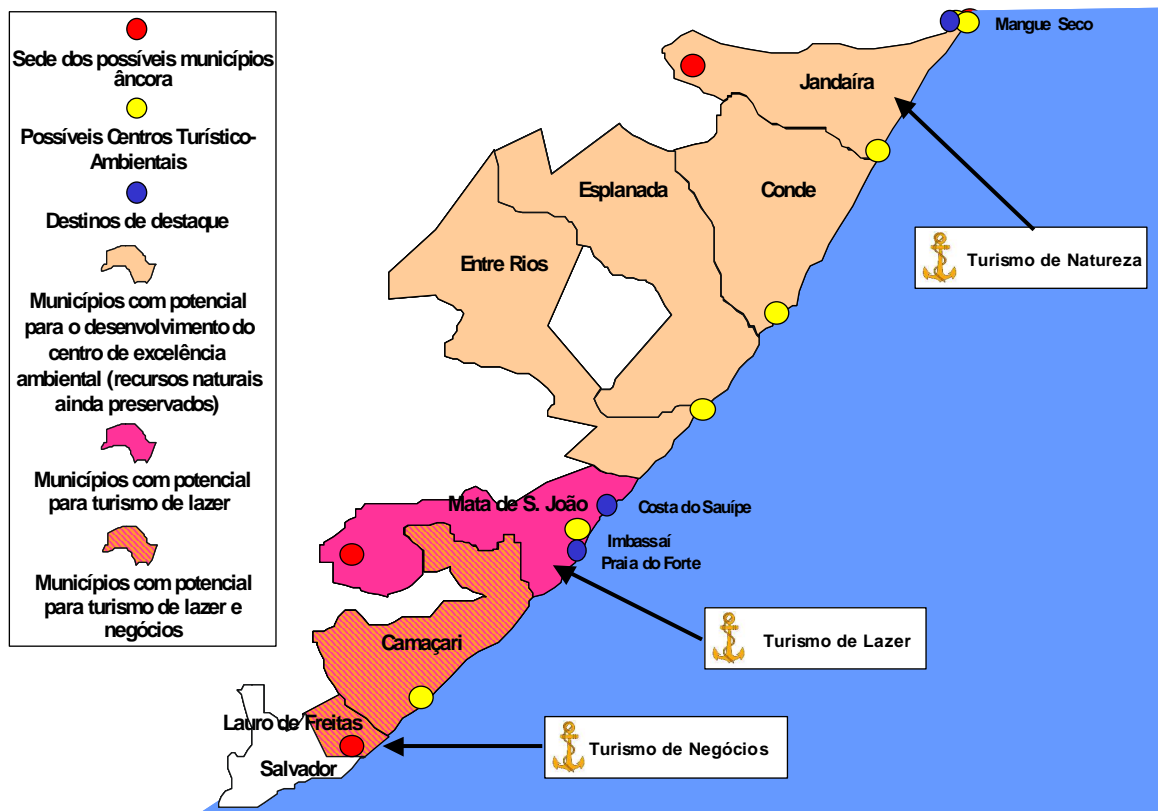 Sede dos possíveis municípios
âncora
Possíveis Centros Turístico-
Ambientais
Destinos de destaque
Municípios com potencial
para o desenvolvimento do
centro de excelência
ambiental (recursos naturais
ainda preservados)
Municípios com potencial
para turismo de lazer
Municípios com potencial
para turismo de lazer e
negócios
Mangue Seco
Jandaíra
Esplanada
Conde
Entre Rios
Turismo de Natureza
Mata de S. João
Costa do Sauípe
Imbassaí
Praia do Forte
Turismo de Lazer
Camaçari
Lauro de Freitas
Turismo de Negócios
Salvador